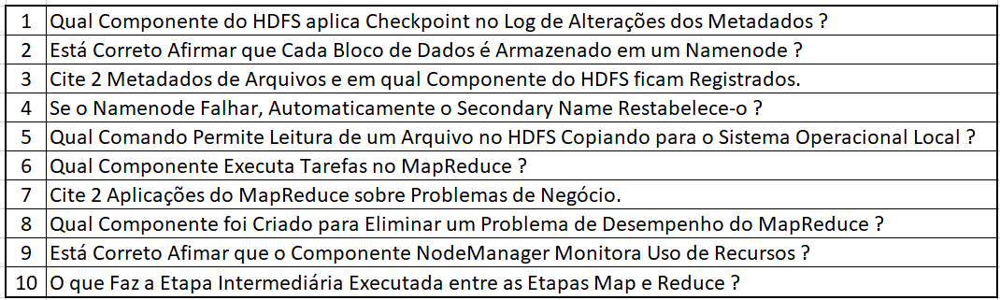 1 Qual Componente do HDFS aplica Checkpoint no Log de Alterações dos Metadados ?
2 Está Correto Afirmar que Cada Bloco de Dados é Armazenado em um Namenode ?
3 Cite 2 Metadados de Arquivos e em qual Componente do HDFS ficam Registrados.
4 Se o Namenode Falhar, Automaticamente o Secondary Name Restabelece-o ?
5 Qual Comando Permite Leitura de um Arquivo no HDFS Copiando para o Sistema Operacional Local ?
6 Qual Componente Executa Tarefas no MapReduce ?
7 Cite 2 Aplicações do MapReduce sobre Problemas de Negócio.
8 Qual Componente foi Criado para Eliminar um Problema de Desempenho do MapReduce ?
9 Está Correto Afimar que o Componente NodeManager Monitora Uso de Recursos ?
10 O que Faz a Etapa Intermediária Executada entre as Etapas Map e Reduce ?